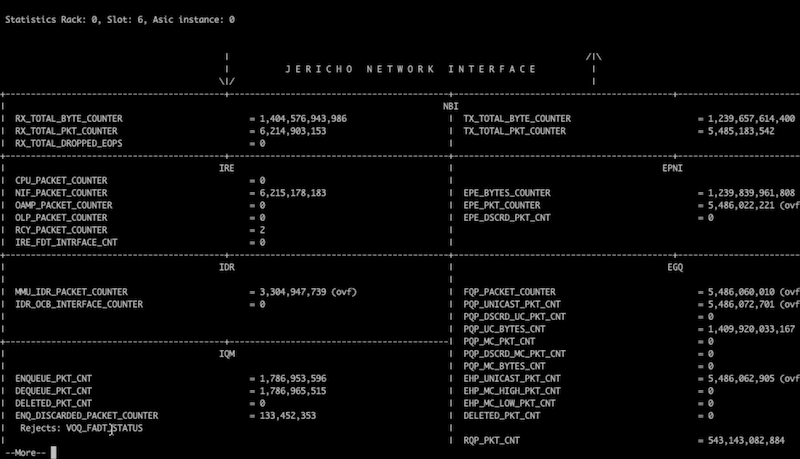 Statistics Rack: 0, Slot: 6, Asic instance: 0
JERICHO NETWORK INTERFACE
NBI
RX_TOTAL_BYTE_COUNTER = 1,404,576,943,986 TX_TOTAL_BYTE_COUNTER = 1,239,657,614,400
RX_TOTAL_PKT_COUNTER = 6,214,903,153 TX_TOTAL_PKT_COUNTER = 5,485,183,542
RX_TOTAL_DROPPED_EOPS = 0
IRE EPNI
CPU_PACKET_COUNTER = 0
NIF_PACKET_COUNTER = 6,215,178,183 EPE_BYTES_COUNTER = 1,239,839,961,808
OAMP_PACKET_COUNTER = 0 EPE_PKT_COUNTER = 5,486,022,221 (ovf
OLP_PACKET_COUNTER = 0 EPE_DSCRD_PKT_CNT = 0
RCY_PACKET_COUNTER = 2
IRE_FDT_INTRFACE_CNT = 0
IDR EGQ
MMU_IDR_PACKET_COUNTER = 3,304,947,739 (ovf) FQP_PACKET_COUNTER = 5,486,060,010 (ovf
IDR_OCB_INTERFACE_COUNTER = 0 PQP_UNICAST_PKT_CNT = 5,486,072,701 (ovf
PQP_DSCRD_UC_PKT_CNT = 0
PQP_UC_BYTES_CNT = 1,409,920,033,167
PQP_MC_PKT_CNT = 0
IQM PQP_DSCRD_MC_PKT_CNT = 0
PQP_MC_BYTES_CNT = 0
ENQUEUE_PKT_CNT = 1,786,953,596 EHP_UNICAST_PKT_CNT = 5,486,062,905 (ovf
DEQUEUE_PKT_CNT = 1,786,965,515 EHP_MC_HIGH_PKT_CNT = 0
DELETED_PKT_CNT = 0 EHP_MC_LOW_PKT_CNT = 0
ENQ_DISCARDED_PACKET_COUNTER = 133,452,353 DELETED_PKT_CNT = 0
Rejects: VOQ_FADT_STATUS
RQP_PKT_CNT = 543,143,082,884
--More--